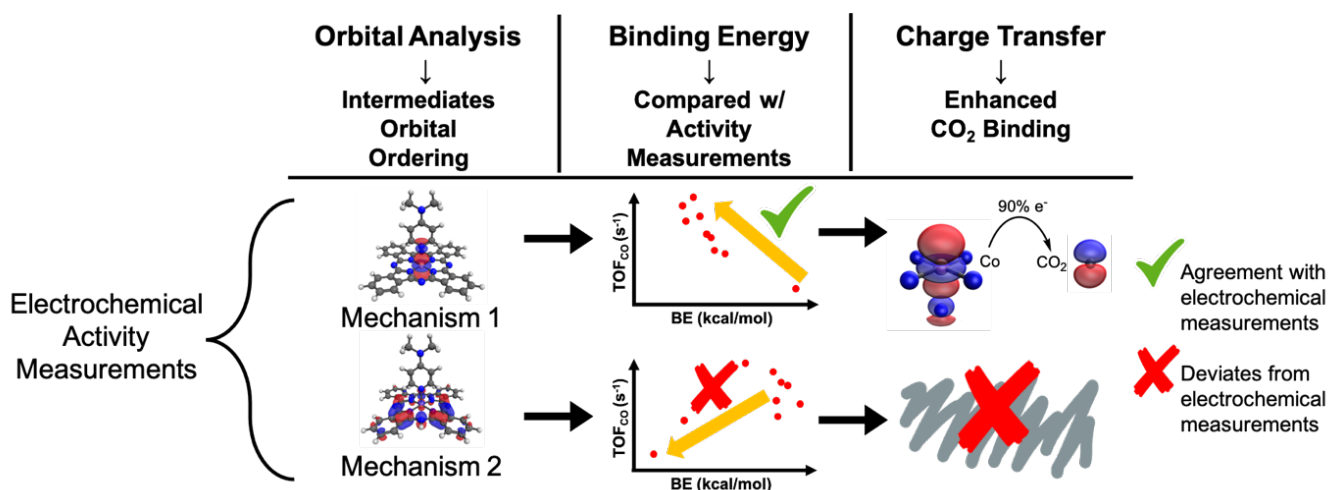 Orbital Analysis
↓
Intermediates
Orbital
Ordering
Binding Energy
↓
Compared w/
Activity
Measurements
Charge Transfer
↓
Enhanced
CO₂ Binding
Electrochemical
Activity
Measurements
Mechanism 1
TOF_CO (s⁻¹)
BE (kcal/mol)
90% e⁻
Co
CO₂
Agreement with
electrochemical
measurements
Mechanism 2
TOF_CO (s⁻¹)
BE (kcal/mol)
Deviates from
electrochemical
measurements